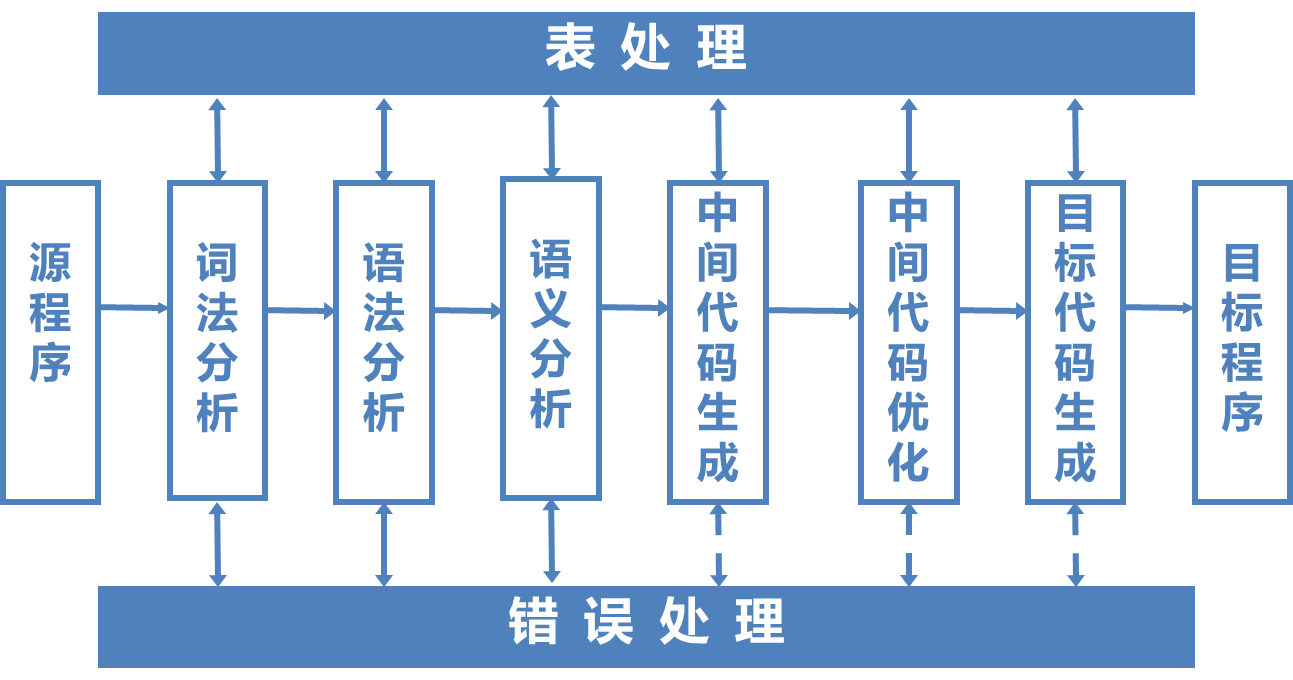 表处理
源程序
词法分析
语法分析
语义分析
中间代码生成
中间代码优化
目标代码生成
目标程序
错误处理